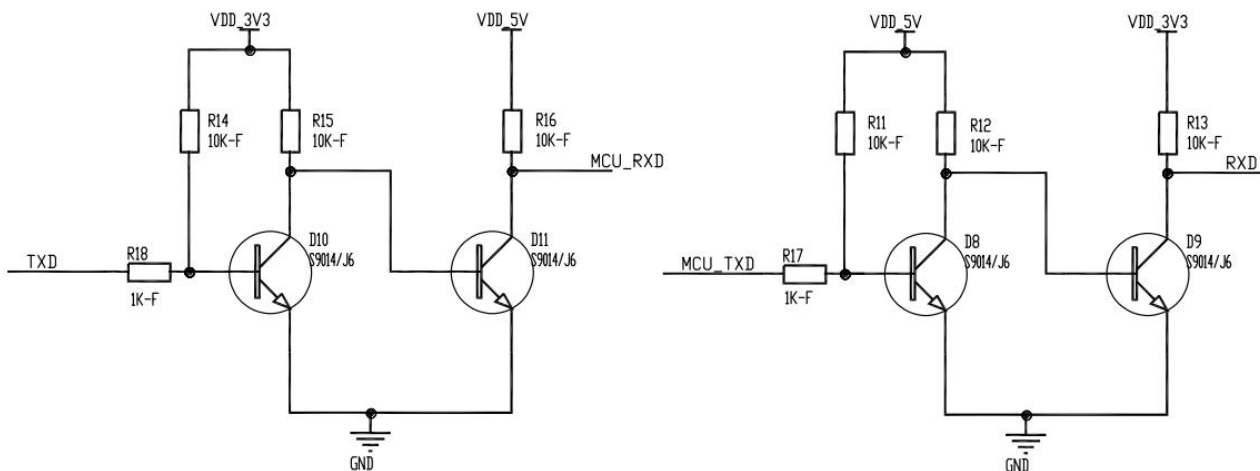 VDD_3V3
VDD_5V
R14
10K-F
R15
10K-F
R16
10K-F
MCU_RXD
D10
S9014/J6
D11
S9014/J6
TXD
R18
1K-F
GND
VDD_5V
VDD_3V3
R11
10K-F
R12
10K-F
R13
10K-F
RXD
D8
S9014/J6
D9
S9014/J6
MCU_TXD
R17
1K-F
GND